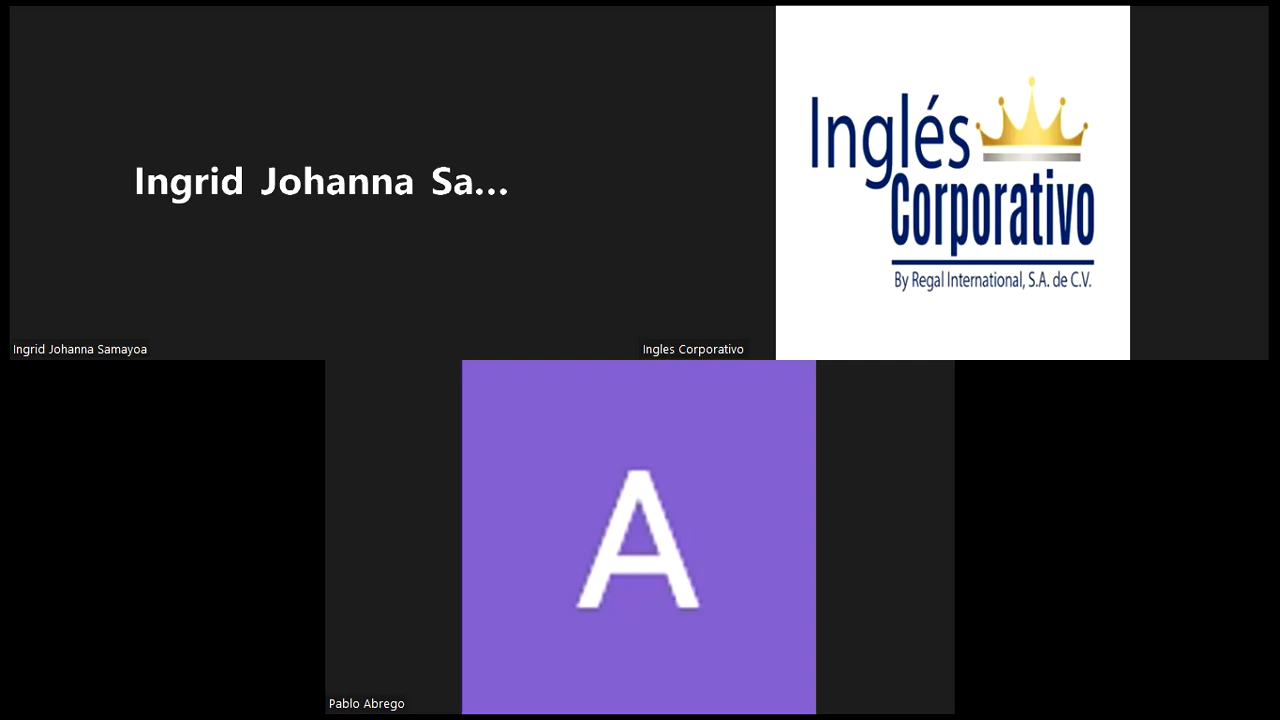 Ingrid Johanna Sa...
Ingrid Johanna Samayoa
Inglés
Corporativo
By Regal International, S.A. de C.V.
Ingles Corporativo
A
Pablo Abrego